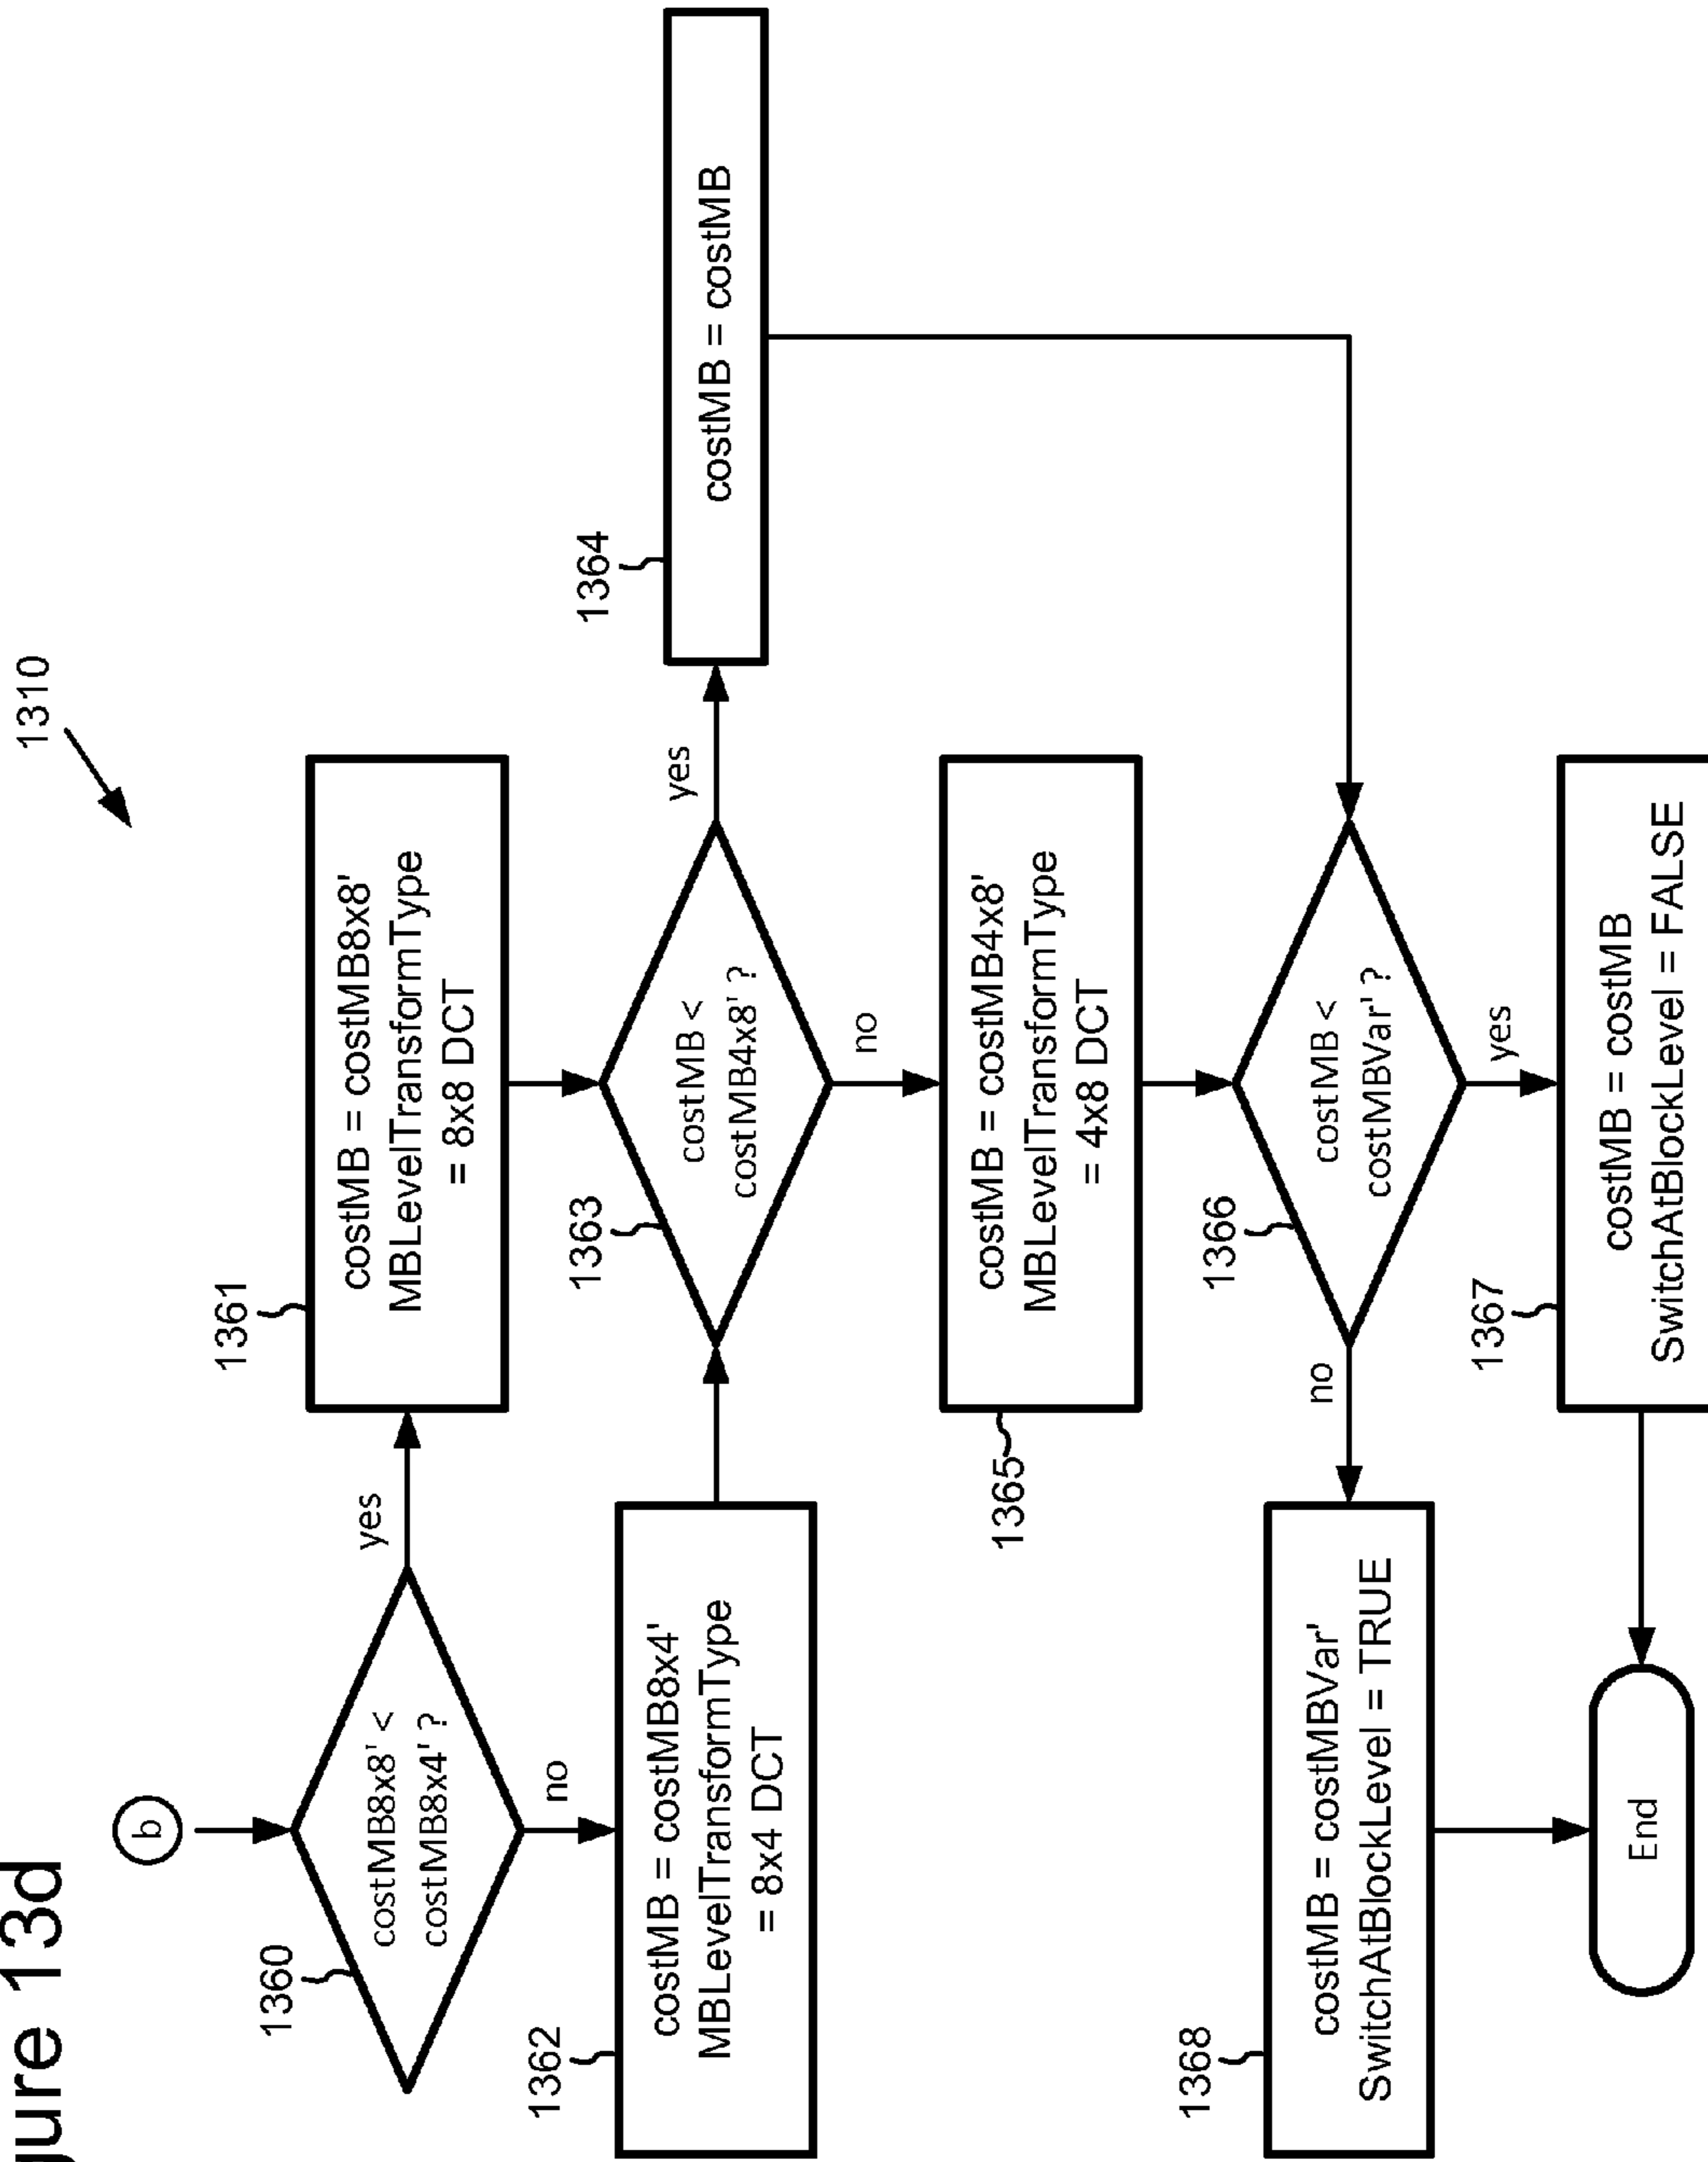 gure 13d
1310
b
1360
costMB8x8' <
costMB8x4' ?
yes
no
1361
costMB = costMB8x8'
MBLevelTransformType
= 8x8 DCT
1362
costMB = costMB8x4'
MBLevelTransformType
= 8x4 DCT
1363
costMB <
costMB4x8' ?
yes
no
1364
costMB = costMB
1365
costMB = costMB4x8'
MBLevelTransformType
= 4x8 DCT
1366
costMB <
costMBVar' ?
no
yes
1368
costMB = costMBVar'
SwitchAtBlockLevel = TRUE
1367
costMB = costMB
SwitchAtBlockLevel = FALSE
End